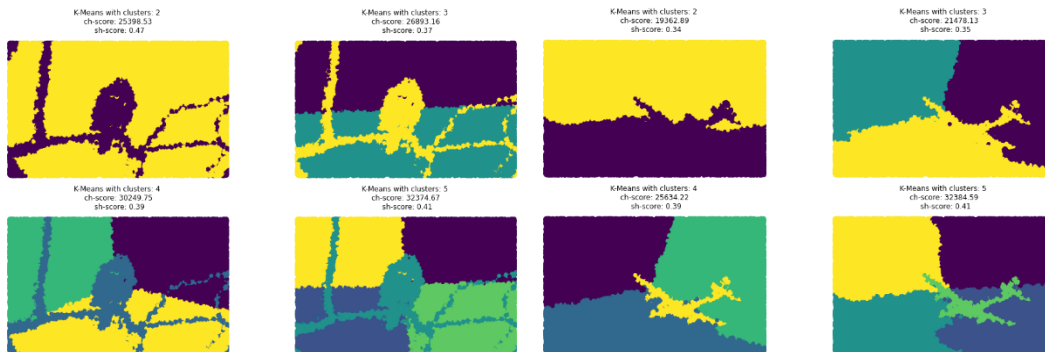 K-Means with clusters: 2
ch-score: 25398.53
sh-score: 0.47
K-Means with clusters: 3
ch-score: 26893.16
sh-score: 0.37
K-Means with clusters: 2
ch-score: 19362.89
sh-score: 0.34
K-Means with clusters: 3
ch-score: 21478.13
sh-score: 0.35
K-Means with clusters: 4
ch-score: 30249.75
sh-score: 0.39
K-Means with clusters: 5
ch-score: 32374.67
sh-score: 0.41
K-Means with clusters: 4
ch-score: 25634.22
sh-score: 0.39
K-Means with clusters: 5
ch-score: 32384.59
sh-score: 0.41